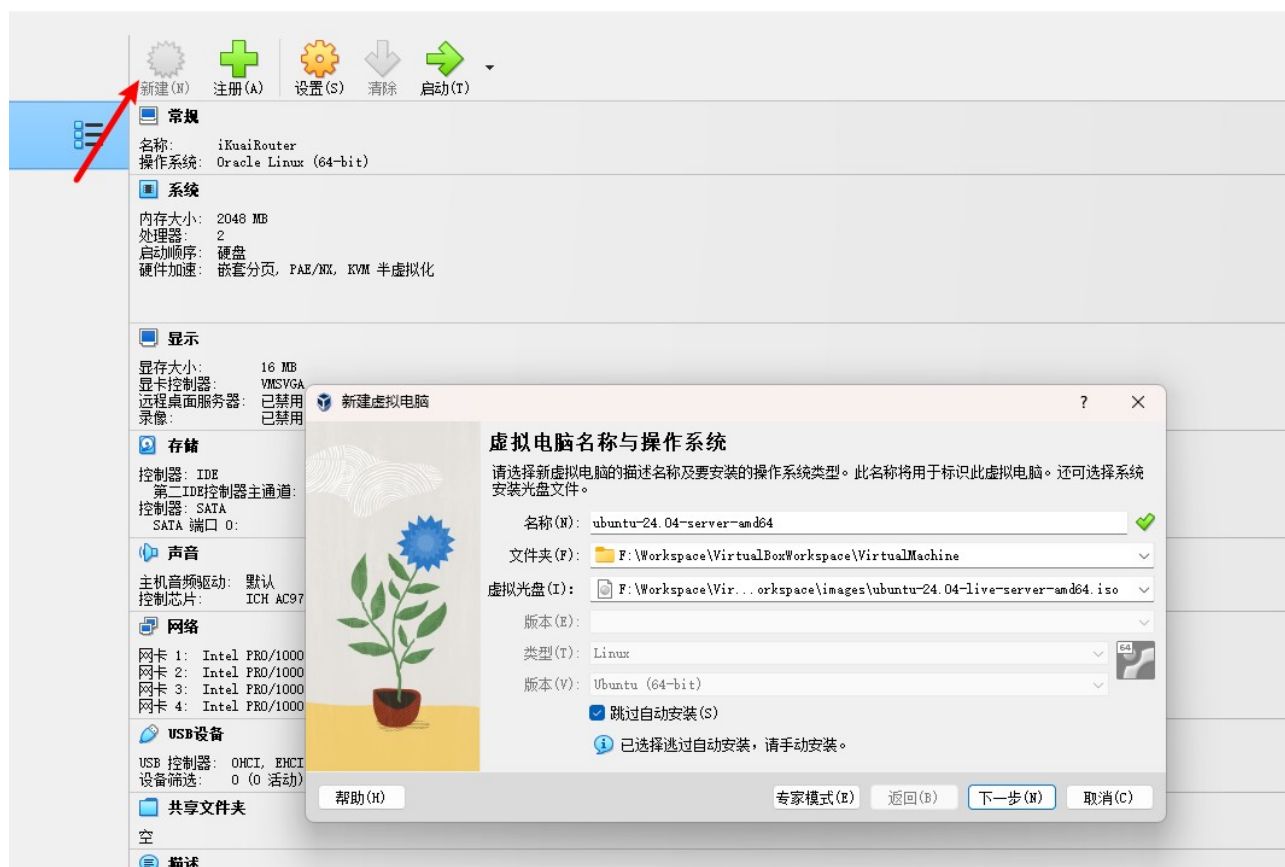 新建(N)
注册(A)
设置(S)
清除
启动(T)
常规
名称: iKuaiRouter
操作系统: Oracle Linux (64-bit)
系统
内存大小: 2048 MB
处理器: 2
启动顺序: 硬盘
硬件加速: 嵌套分页, PAE/NX, KVM 半虚拟化
显示
显存大小: 16 MB
显卡控制器: VMSVGA
远程桌面服务器: 已禁用
录像: 已禁用
存储
控制器: IDE
第二IDE控制器主通道:
控制器: SATA
SATA 端口 0:
声音
主机音频驱动: 默认
控制芯片: ICH AC97
网络
网卡 1: Intel PRO/1000
网卡 2: Intel PRO/1000
网卡 3: Intel PRO/1000
网卡 4: Intel PRO/1000
USB设备
USB 控制器: OHCI, EHCI
设备筛选: 0 (0 活动)
共享文件夹
空
描述
新建虚拟电脑
?
虚拟电脑名称与操作系统
请选择新虚拟电脑的描述名称及要安装的操作系统类型。此名称将用于标识此虚拟电脑。还可选择系统
安装光盘文件。
名称(N): ubuntu-24.04-server-amd64
文件夹(F): F:\Workspace\VirtualBoxWorkspace\VirtualMachine
虚拟光盘(I): F:\Workspace\Vir...orkspace\images\ubuntu-24.04-live-server-amd64.iso
版本(E):
类型(T): Linux
64
版本(V): Ubuntu (64-bit)
跳过自动安装(S)
已选择逃过自动安装，请手动安装。
帮助(H)
专家模式(E)
返回(B)
下一步(N)
取消(C)